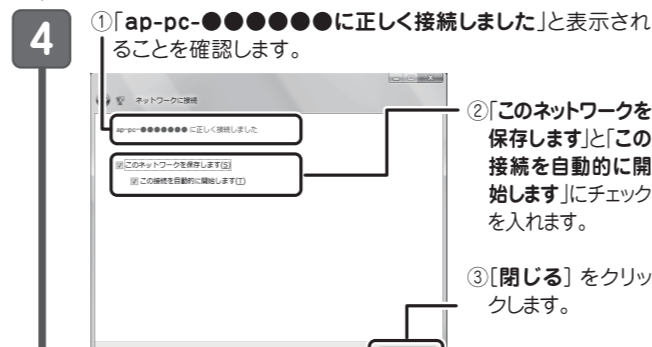 4
①「ap-pc-●●●●●●に正しく接続しました」と表示され
ることを確認します。
ネットワークに接続
ap-pc-●●●●●●● に正しく接続しました
このネットワークを保存します(S)
この接続を自動的に開始します(T)
②「このネットワークを
保存します」と「この
接続を自動的に開
始します」にチェック
を入れます。
③[閉じる] をクリッ
クします。